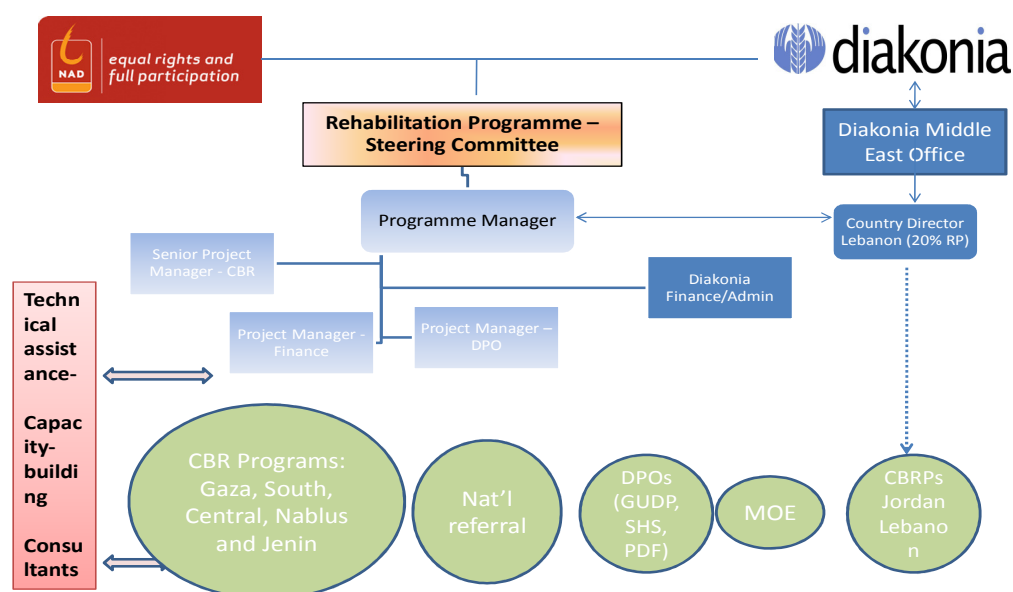 NAD
equal rights and
full participation
diakonia
Rehabilitation Programme –
Steering Committee
Diakonia Middle
East Office
Programme Manager
Country Director
Lebanon (20% RP)
Senior Project
Manager - CBR
Diakonia
Finance/Admin
Project Manager -
Finance
Project Manager –
DPO
Techn
ical
assist
ance-
Capac
ity-
buildi
ng
Consu
ltants
CBR Programs:
Gaza, South,
Central, Nablus
and Jenin
Nat'l
referral
DPOs
(GUDP,
SHS,
PDF)
MOE
CBRPs
Jordan
Lebano
n